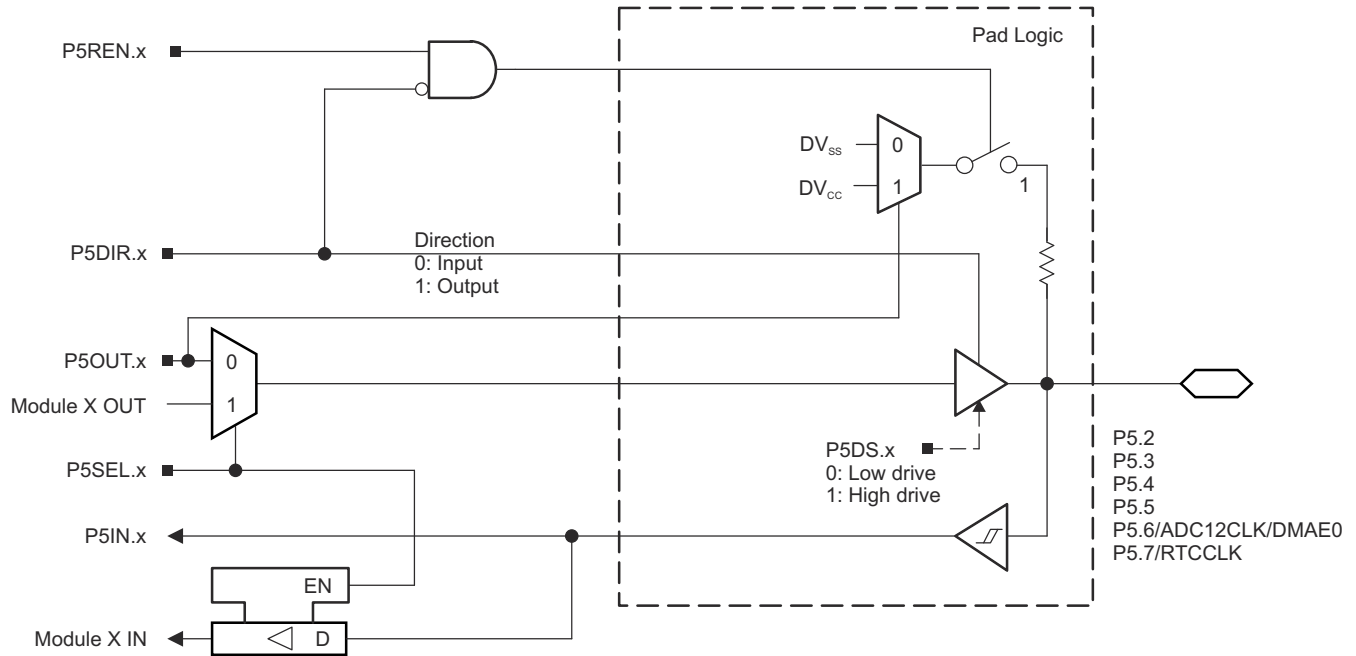 Pad Logic
P5REN.x
DVSS
0
DVCC
1
1
P5DIR.x
Direction
0: Input
1: Output
P5OUT.x
0
Module X OUT
1
P5DS.x
0: Low drive
1: High drive
P5SEL.x
P5.2
P5.3
P5.4
P5.5
P5.6/ADC12CLK/DMAE0
P5.7/RTCCLK
P5IN.x
EN
Module X IN
D